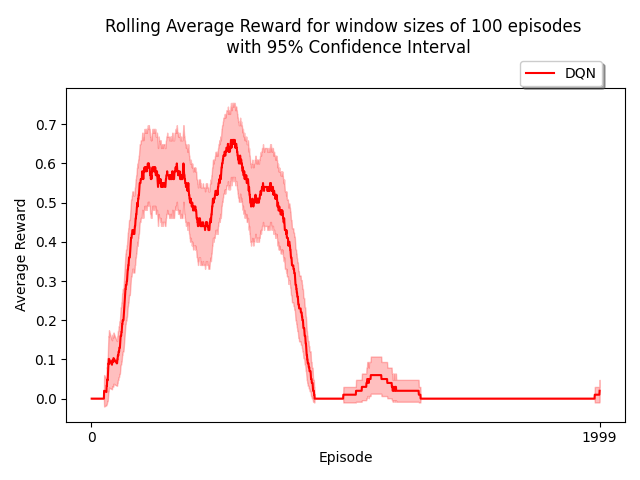 Rolling Average Reward for window sizes of 100 episodes
with 95% Confidence Interval
DQN
Average Reward
0.7
0.6
0.5
0.4
0.3
0.2
0.1
0.0
0
1999
Episode